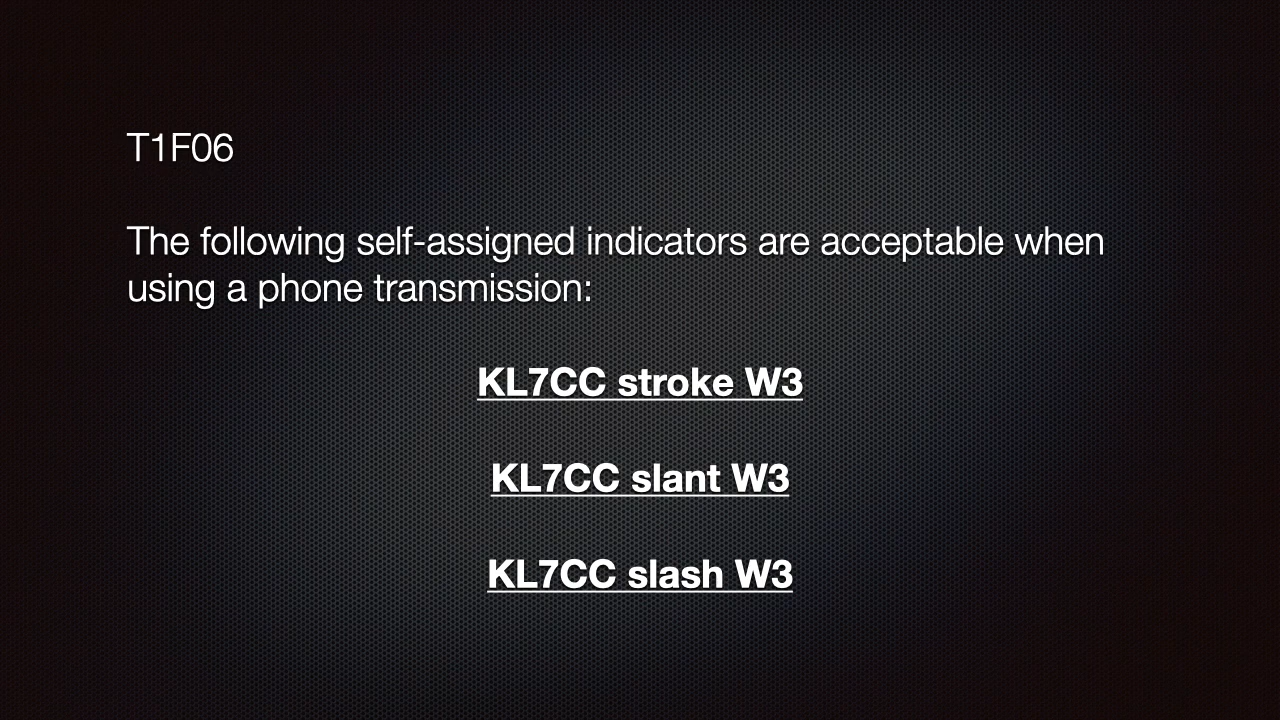 T1F06
The following self-assigned indicators are acceptable when
using a phone transmission:
KL7CC stroke W3
KL7CC slant W3
KL7CC slash W3